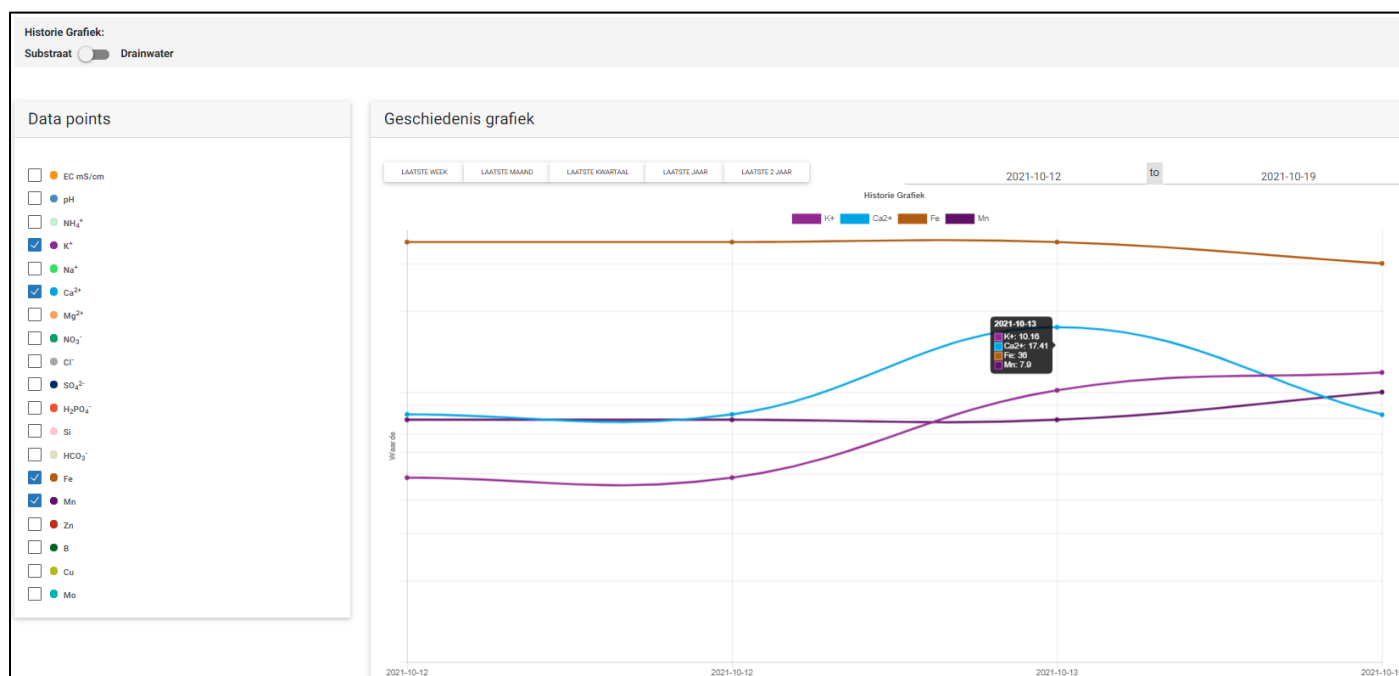 Historie Grafiek:
Substraat Drainwater
Data points
EC mS/cm
pH
NH₄⁺
K⁺
Na⁺
Ca²⁺
Mg²⁺
NO₃⁻
Cl⁻
SO₄²⁻
H₂PO₄⁻
Si
HCO₃⁻
Fe
Mn
Zn
B
Cu
Mo
Geschiedenis grafiek
LAATSTE WEEK LAATSTE MAAND LAATSTE KWARTAAL LAATSTE JAAR LAATSTE 2 JAAR
2021-10-12 to 2021-10-19
Historie Grafiek
K+ Ca2+ Fe Mn
Waarde
2021-10-13
K+: 10.16
Ca2+: 17.41
Fe: 36
Mn: 7.9
2021-10-12 2021-10-12 2021-10-13